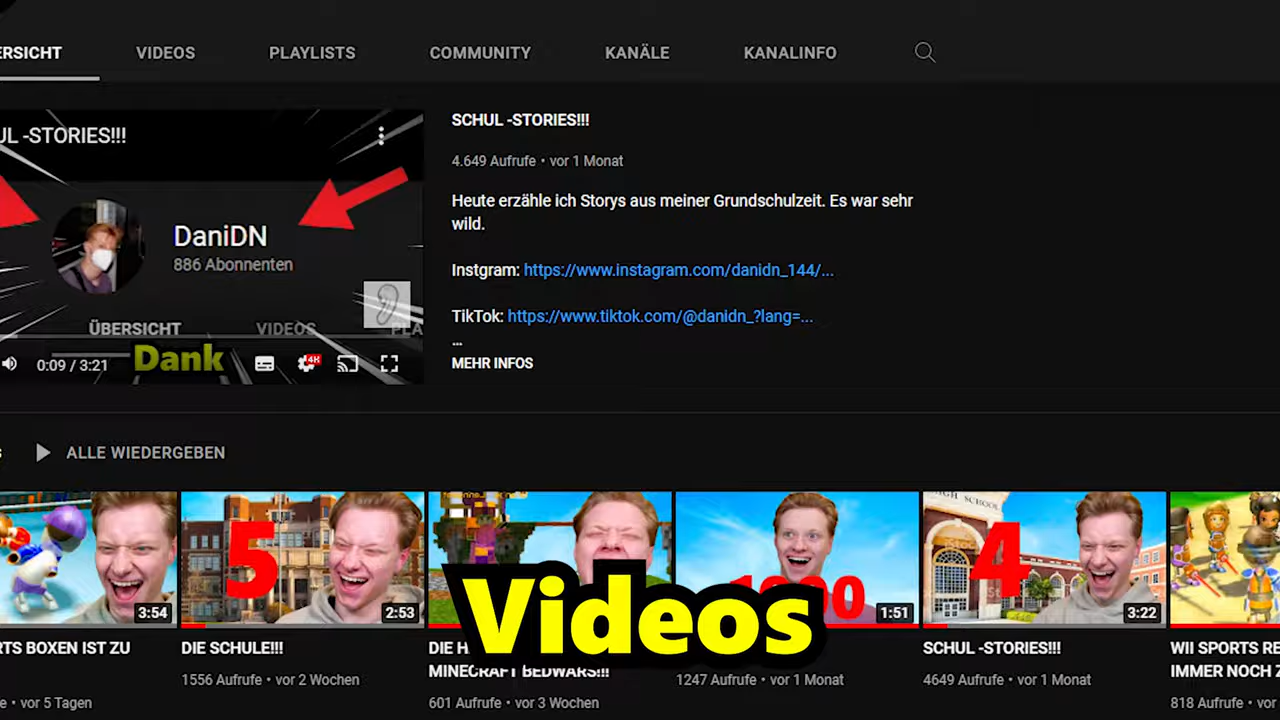 ERSICHT VIDEOS PLAYLISTS COMMUNITY KANÄLE KANALINFO
UL -STORIES!!!
DaniDN
886 Abonnenten
ÜBERSICHT VIDEOS PLA
0:09 / 3:21
4K
Dank
SCHUL -STORIES!!!
4.649 Aufrufe • vor 1 Monat
Heute erzähle ich Storys aus meiner Grundschulzeit. Es war sehr
wild.
Instgram: https://www.instagram.com/danidn_144/...
TikTok: https://www.tiktok.com/@danidn_?lang=...
...
MEHR INFOS
ALLE WIEDERGEBEN
3:54
5
2:53
1:51
HIGH SCHOOL
4
3:22
Videos
RTS BOXEN IST ZU
vor 5 Tagen
DIE SCHULE!!!
1556 Aufrufe • vor 2 Wochen
DIE H
MINECRAFT BEDWARS!!!
601 Aufrufe • vor 3 Wochen
1247 Aufrufe • vor 1 Monat
SCHUL -STORIES!!!
4649 Aufrufe • vor 1 Monat
WII SPORTS RE
IMMER NOCH Z
818 Aufrufe • vor